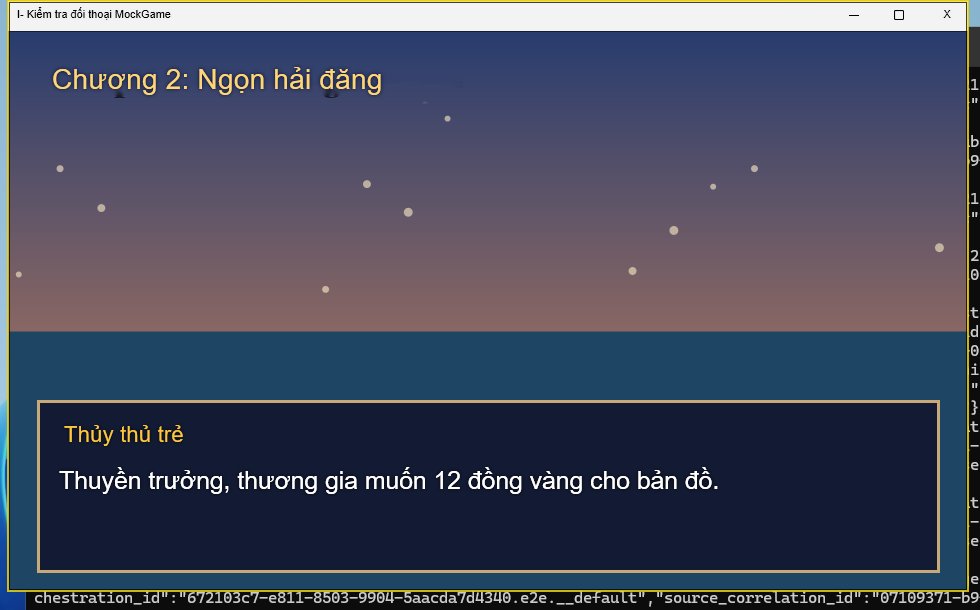 I- Kiểm tra đối thoại MockGame
X
Chương 2: Ngọn hải đăng
Thủy thủ trẻ
Thuyền trưởng, thương gia muốn 12 đồng vàng cho bản đồ.
chestration_id":"672103c7-e811-8503-9904-5aacda7d4340.e2e.__default","source_correlation_id":"07109371-b9